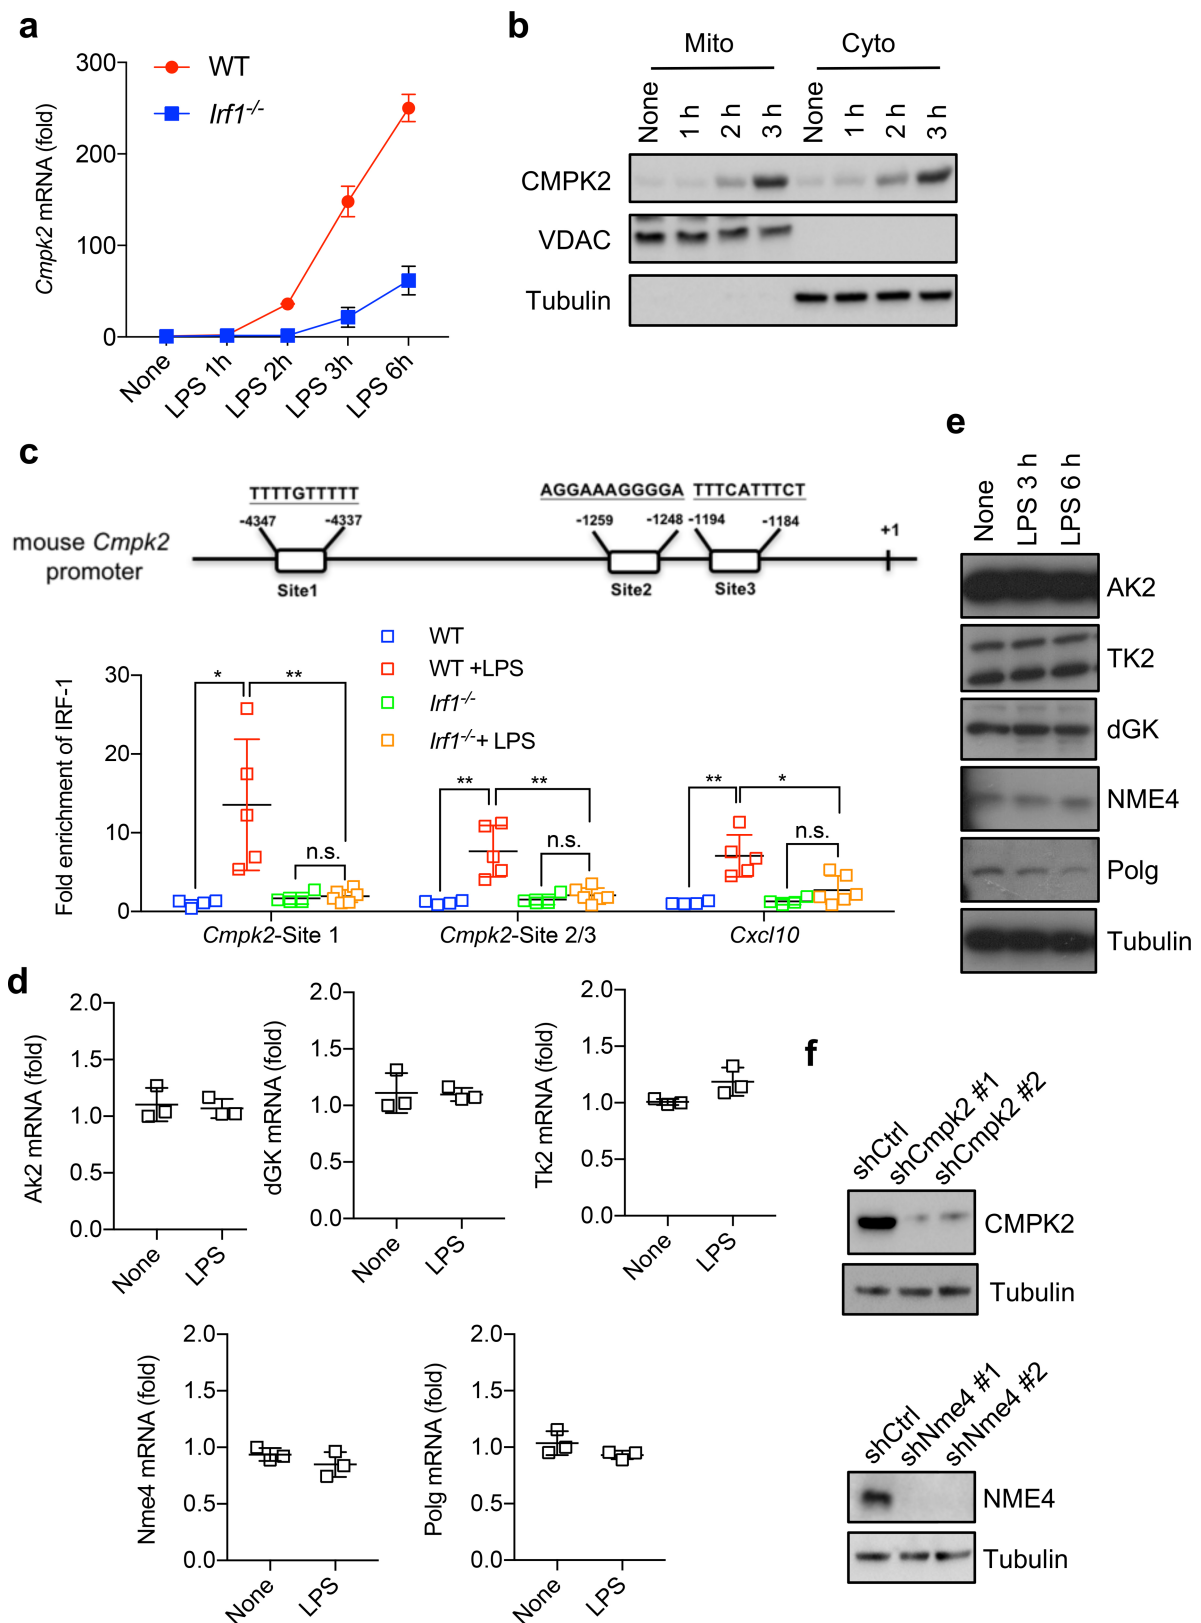 a
300
200
100
0
Cmpk2 mRNA (fold)
WT
Irf1-/-
None
LPS 1h
LPS 2h
LPS 3h
LPS 6h
b
Mito
Cyto
None
1 h
2 h
3 h
None
1 h
2 h
3 h
CMPK2
VDAC
Tubulin
c
TTTTGTTTTT
AGGAAAGGGGA
TTTCATTTCT
-4347
-4337
-1259
-1248
-1194
-1184
+1
mouse Cmpk2
promoter
Site1
Site2
Site3
WT
WT +LPS
Irf1-/-
Irf1-/-+ LPS
Fold enrichment of IRF-1
30
20
10
0
*
**
n.s.
**
**
n.s.
**
*
n.s.
Cmpk2-Site 1
Cmpk2-Site 2/3
Cxcl10
d
Ak2 mRNA (fold)
2.0
1.5
1.0
0.5
0.0
None
LPS
dGK mRNA (fold)
2.0
1.5
1.0
0.5
0.0
None
LPS
Tk2 mRNA (fold)
2.0
1.5
1.0
0.5
0.0
None
LPS
Nme4 mRNA (fold)
2.0
1.5
1.0
0.5
0.0
None
LPS
Polg mRNA (fold)
2.0
1.5
1.0
0.5
0.0
None
LPS
e
None
LPS 3 h
LPS 6 h
AK2
TK2
dGK
NME4
Polg
Tubulin
f
shCtrl
shCmpk2 #1
shCmpk2 #2
CMPK2
Tubulin
shCtrl
shNme4 #1
shNme4 #2
NME4
Tubulin